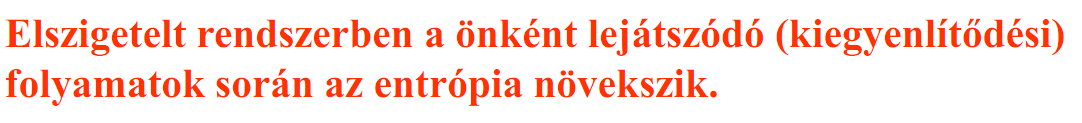 Elszigetelt rendszerben a önként lejátszódó (kiegyenlítődési)
folyamatok során az entrópia növekszik.